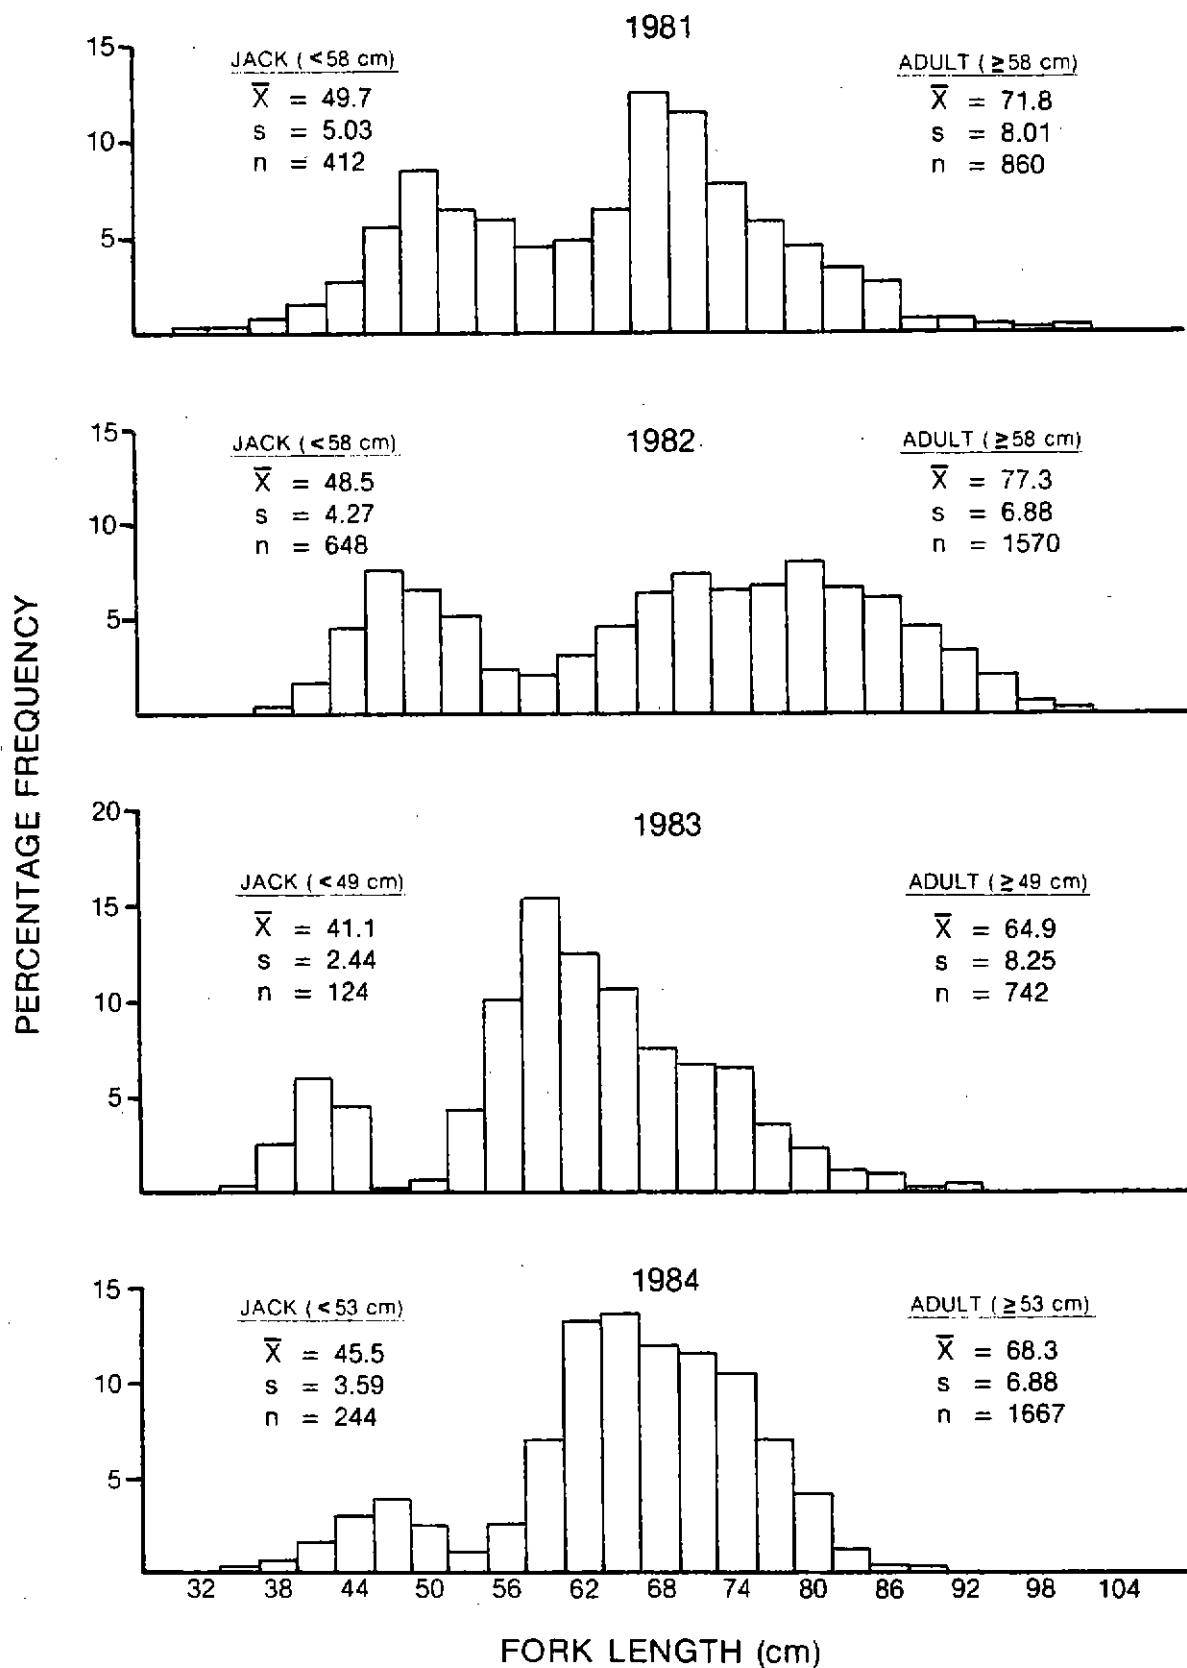 1981
JACK (<58 cm)
X̄ = 49.7
s = 5.03
n = 412
ADULT (≥58 cm)
X̄ = 71.8
s = 8.01
n = 860
15
10
5
1982
JACK (<58 cm)
X̄ = 48.5
s = 4.27
n = 648
ADULT (≥58 cm)
X̄ = 77.3
s = 6.88
n = 1570
15
10
5
PERCENTAGE FREQUENCY
1983
JACK (<49 cm)
X̄ = 41.1
s = 2.44
n = 124
ADULT (≥49 cm)
X̄ = 64.9
s = 8.25
n = 742
20
15
10
5
1984
JACK (<53 cm)
X̄ = 45.5
s = 3.59
n = 244
ADULT (≥53 cm)
X̄ = 68.3
s = 6.88
n = 1667
15
10
5
32 38 44 50 56 62 68 74 80 86 92 98 104
FORK LENGTH (cm)